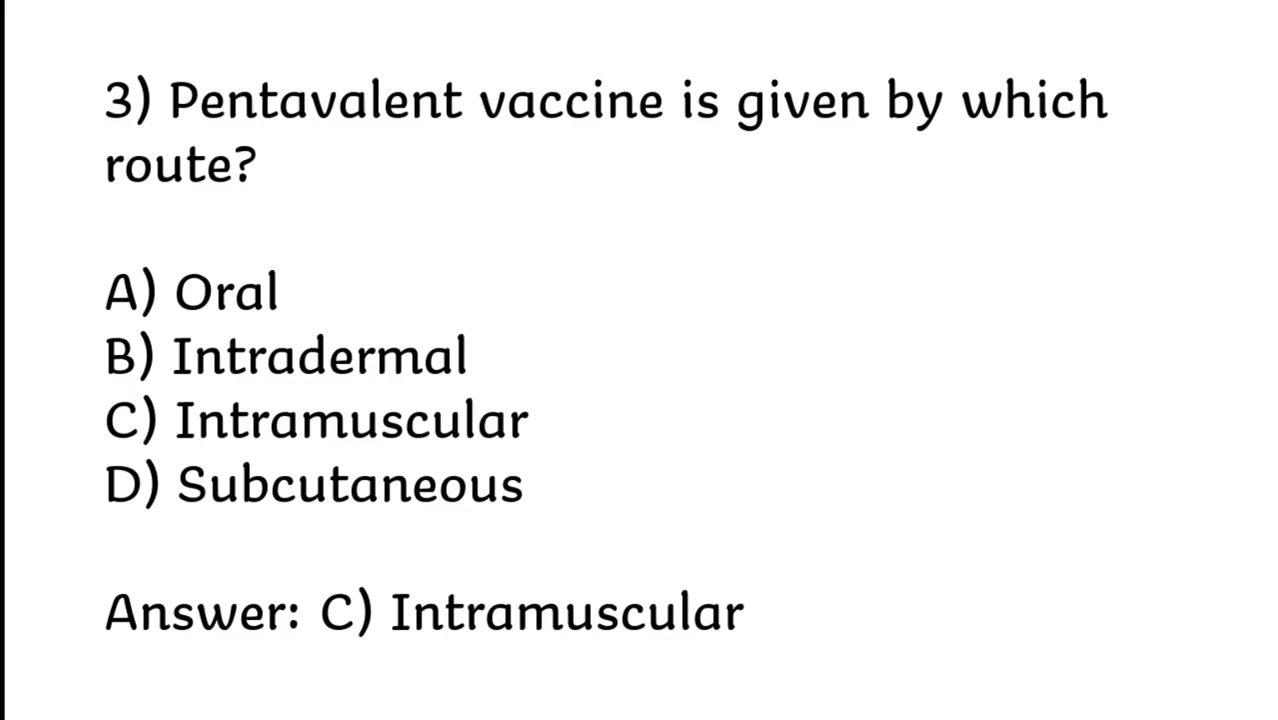 3) Pentavalent vaccine is given by which
route?
A) Oral
B) Intradermal
C) Intramuscular
D) Subcutaneous
Answer: C) Intramuscular